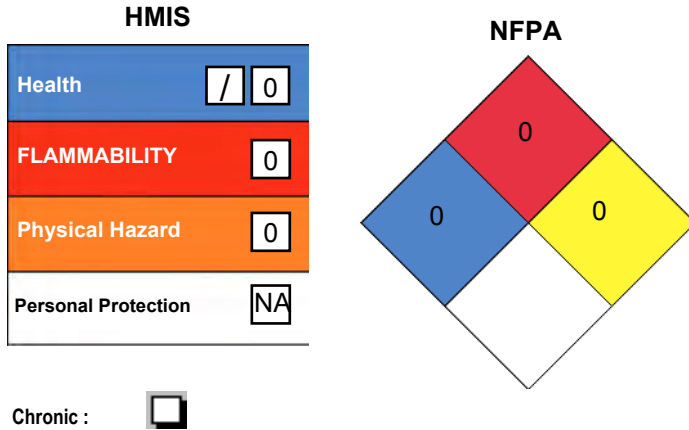 HMIS
Health / 0
FLAMMABILITY 0
Physical Hazard 0
Personal Protection NA
Chronic :
NFPA
0
0 0